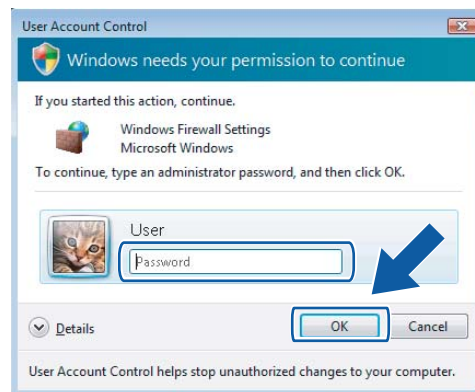 User Account Control
Windows needs your permission to continue
If you started this action, continue.
Windows Firewall Settings
Microsoft Windows
To continue, type an administrator password, and then click OK.
User
Password
Details
OK
Cancel
User Account Control helps stop unauthorized changes to your computer.